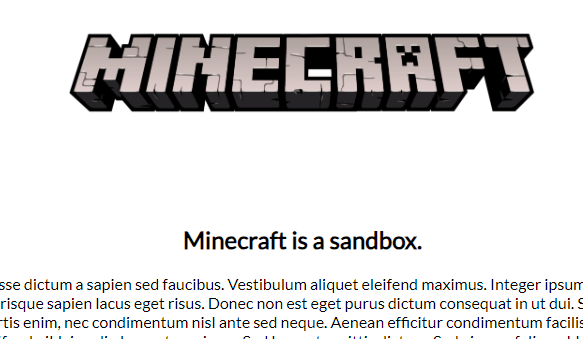 MINECRAFT
Minecraft is a sandbox.
sse dictum a sapien sed faucibus. Vestibulum aliquet eleifend maximus. Integer ipsum
risque sapien lacus eget risus. Donec non est eget purus dictum consequat in ut dui. S
rtis enim, nec condimentum nisl ante sed neque. Aenean efficitur condimentum facilis